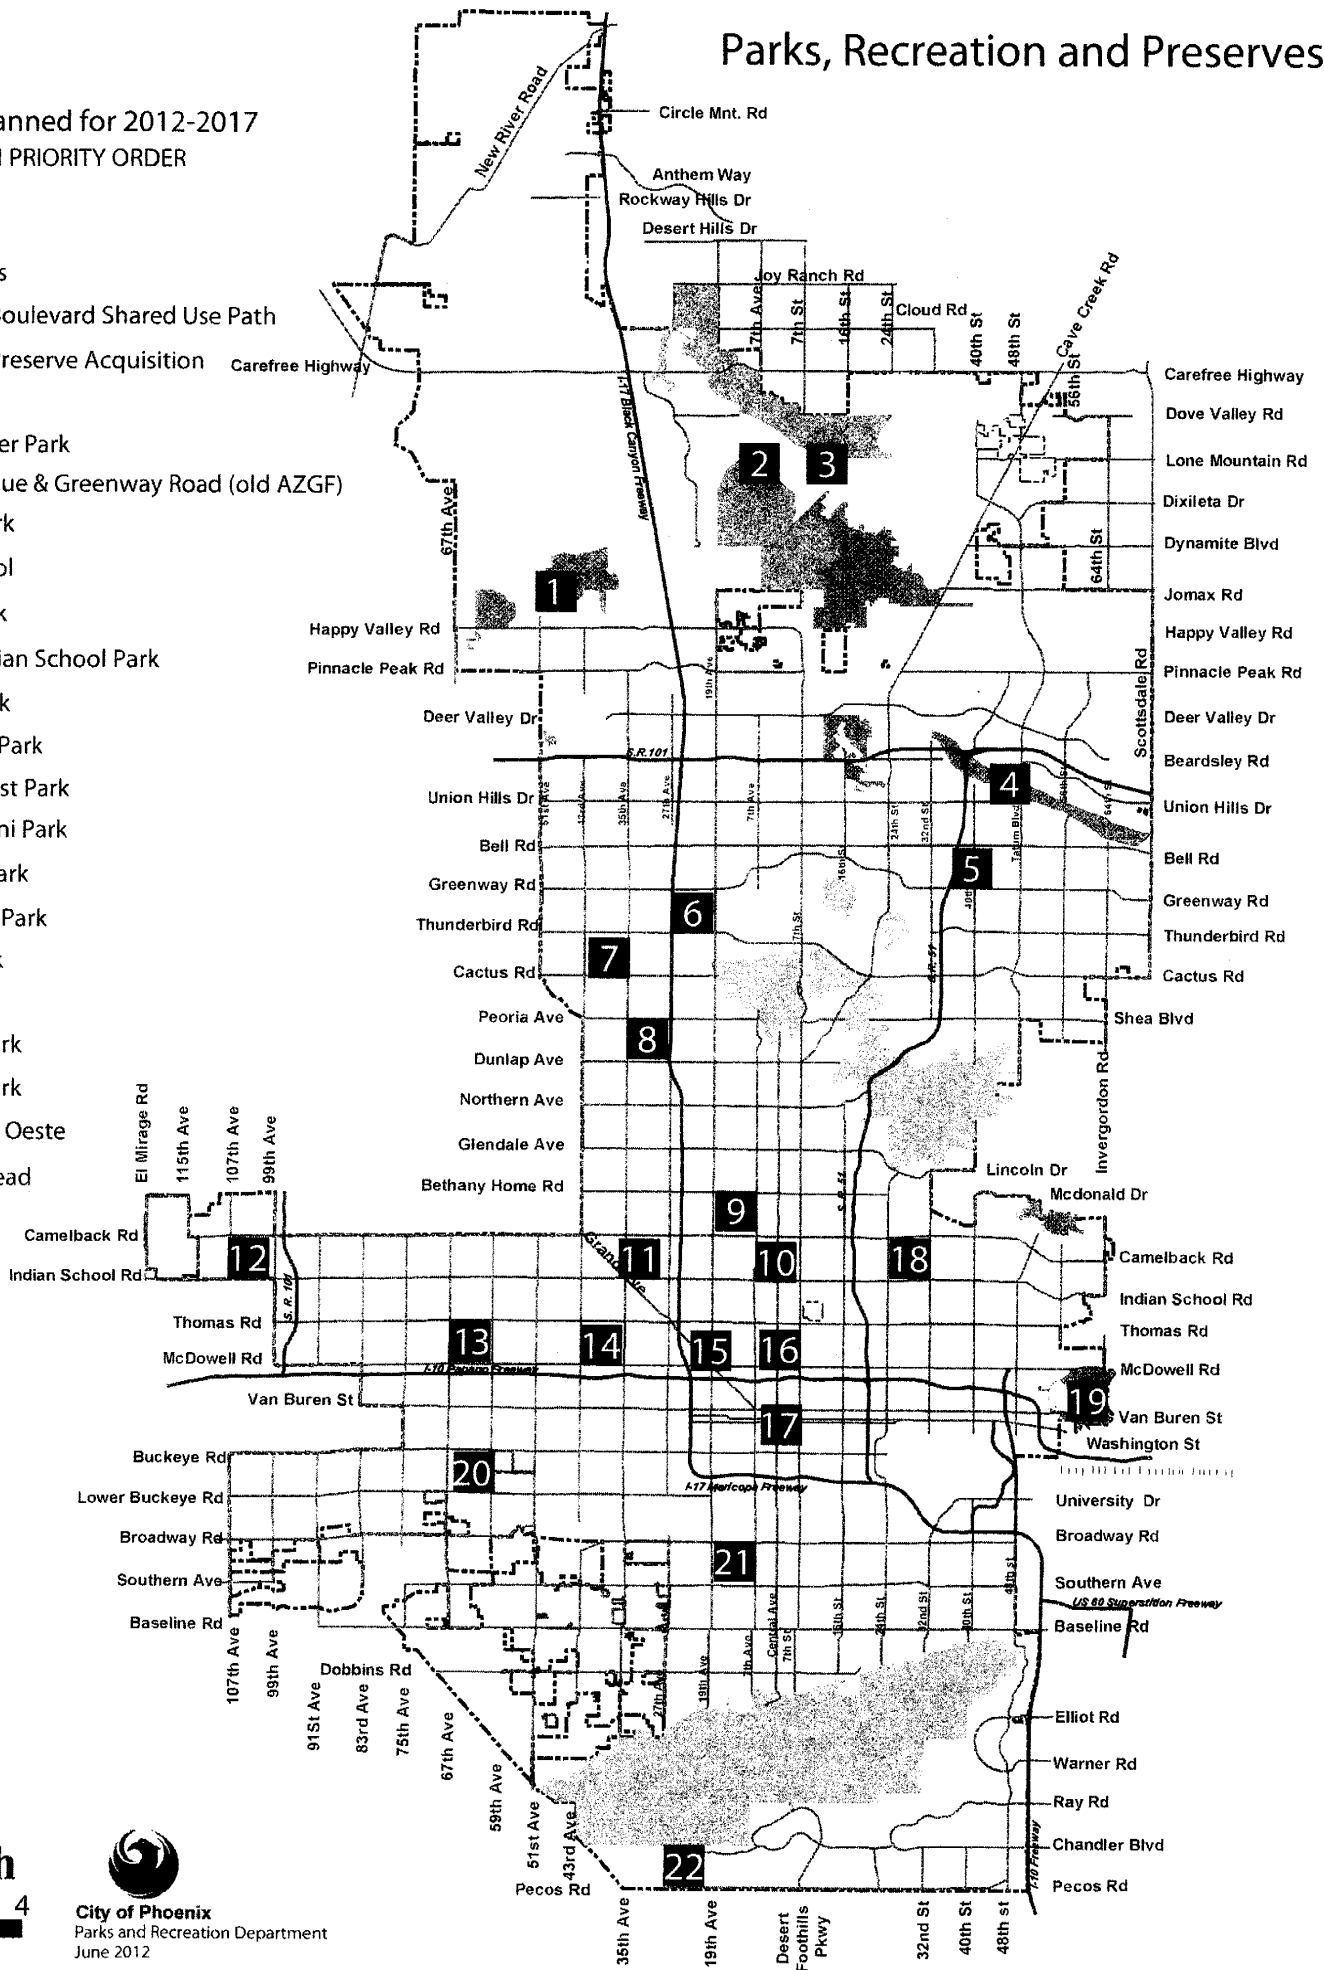 Parks, Recreation and Preserves
anned for 2012-2017
PRIORITY ORDER
s
oulevard Shared Use Path
reserve Acquisition
er Park
ue & Greenway Road (old AZGF)
rk
ol
k
ian School Park
k
Park
st Park
ni Park
ark
Park
k
rk
rk
Oeste
ead
New River Road
Circle Mnt. Rd
Anthem Way
Rockway Hills Dr
Desert Hills Dr
Joy Ranch Rd
7th Ave
7th St
16th St
24th St
Cloud Rd
40th St
48th St
Cave Creek Rd
56th St
Carefree Highway
Carefree Highway
I-17 Black Canyon Freeway
Dove Valley Rd
2
3
Lone Mountain Rd
67th Ave
Dixileta Dr
Dynamite Blvd
64th St
1
Jomax Rd
Happy Valley Rd
Happy Valley Rd
Pinnacle Peak Rd
19th Ave
Pinnacle Peak Rd
Scottsdale Rd
Deer Valley Dr
Deer Valley Dr
S.R. 101
Beardsley Rd
4
Union Hills Dr
51st Ave
43rd Ave
35th Ave
27th Ave
7th Ave
24th St
32nd St
Tatum Blvd
64th St
Union Hills Dr
Bell Rd
16th St
5
Bell Rd
Greenway Rd
40th
Greenway Rd
6
Thunderbird Rd
7th St
Thunderbird Rd
7
Cactus Rd
S.R. 51
Cactus Rd
Peoria Ave
Shea Blvd
8
Dunlap Ave
Northern Ave
Glendale Ave
Invergordon Rd
El Mirage Rd
115th Ave
107th Ave
99th Ave
Lincoln Dr
Bethany Home Rd
S.R. 51
Mcdonald Dr
9
Camelback Rd
Grand Ave
12
11
10
18
Camelback Rd
Indian School Rd
S.R. 101
Indian School Rd
Thomas Rd
Thomas Rd
13
14
15
16
McDowell Rd
I-10 Papago Freeway
McDowell Rd
19
Van Buren St
17
Van Buren St
Washington St
Buckeye Rd
20
I-17 Maricopa Freeway
Lower Buckeye Rd
University Dr
Broadway Rd
Broadway Rd
21
Southern Ave
48th st
Southern Ave
US 60 Superstition Freeway
Baseline Rd
7th Ave
Central Ave
7th St
16th St
24th St
32nd St
40th St
Baseline Rd
107th Ave
99th Ave
91St Ave
83rd Ave
75th Ave
67th Ave
59th Ave
51st Ave
43rd Ave
Dobbins Rd
27th Ave
19th Ave
Elliot Rd
Warner Rd
Ray Rd
Chandler Blvd
22
I-10 Freeway
Pecos Rd
Pecos Rd
35th Ave
19th Ave
Desert
Foothills
Pkwy
32nd St
40th St
48th st
h
4
City of Phoenix
Parks and Recreation Department
June 2012